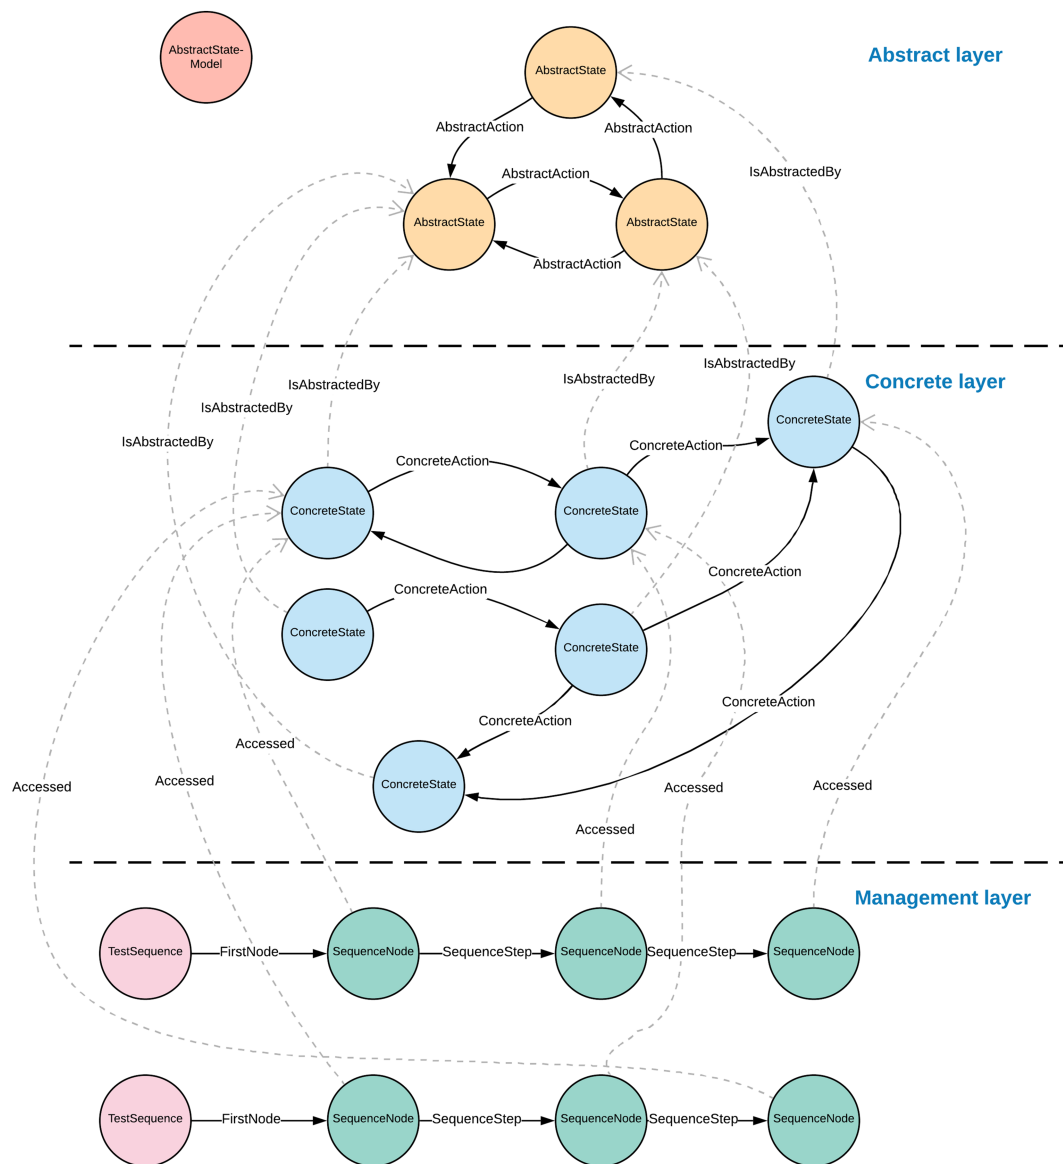 AbstractState-
Model
AbstractState
Abstract layer
AbstractAction
AbstractAction
IsAbstractedBy
AbstractAction
AbstractState
AbstractState
AbstractAction
IsAbstractedBy
Concrete layer
IsAbstractedBy
IsAbstractedBy
IsAbstractedBy
ConcreteState
IsAbstractedBy
ConcreteAction
ConcreteAction
ConcreteState
ConcreteState
ConcreteAction
ConcreteAction
ConcreteState
ConcreteState
ConcreteAction
ConcreteAction
Accessed
Accessed
Accessed
ConcreteState
Accessed
Accessed
Accessed
Management layer
TestSequence
FirstNode
SequenceNode
SequenceStep
SequenceNode
SequenceStep
SequenceNode
TestSequence
FirstNode
SequenceNode
SequenceStep
SequenceNode
SequenceStep
SequenceNode